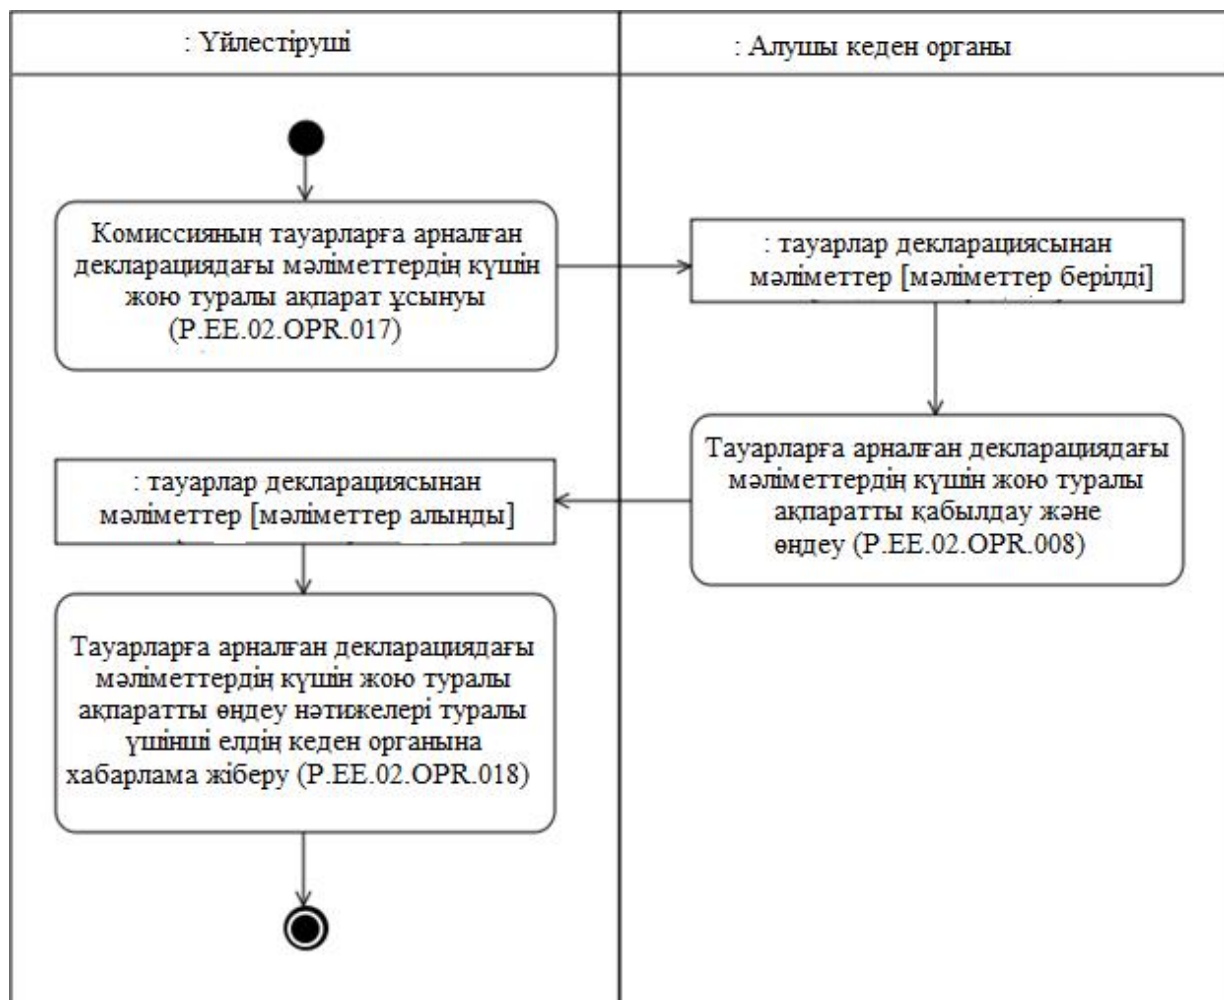 : Үйлестіруші
: Алушы кеден органы
Комиссияның тауарларға арналған
декларациядағы мәліметтердің күшін
жою туралы ақпарат ұсынуы
(P.EE.02.OPR.017)
: тауарлар декларациясынан
мәліметтер [мәліметтер берілді]
Тауарларға арналған декларациядағы
мәліметтердің күшін жою туралы
ақпаратты қабылдау және
өңдеу (P.EE.02.OPR.008)
: тауарлар декларациясынан
мәліметтер [мәліметтер алынды]
Тауарларға арналған декларациядағы
мәліметтердің күшін жою туралы
ақпаратты өңдеу нәтижелері туралы
үшінші елдің кеден органына
хабарлама жіберу (P.EE.02.OPR.018)